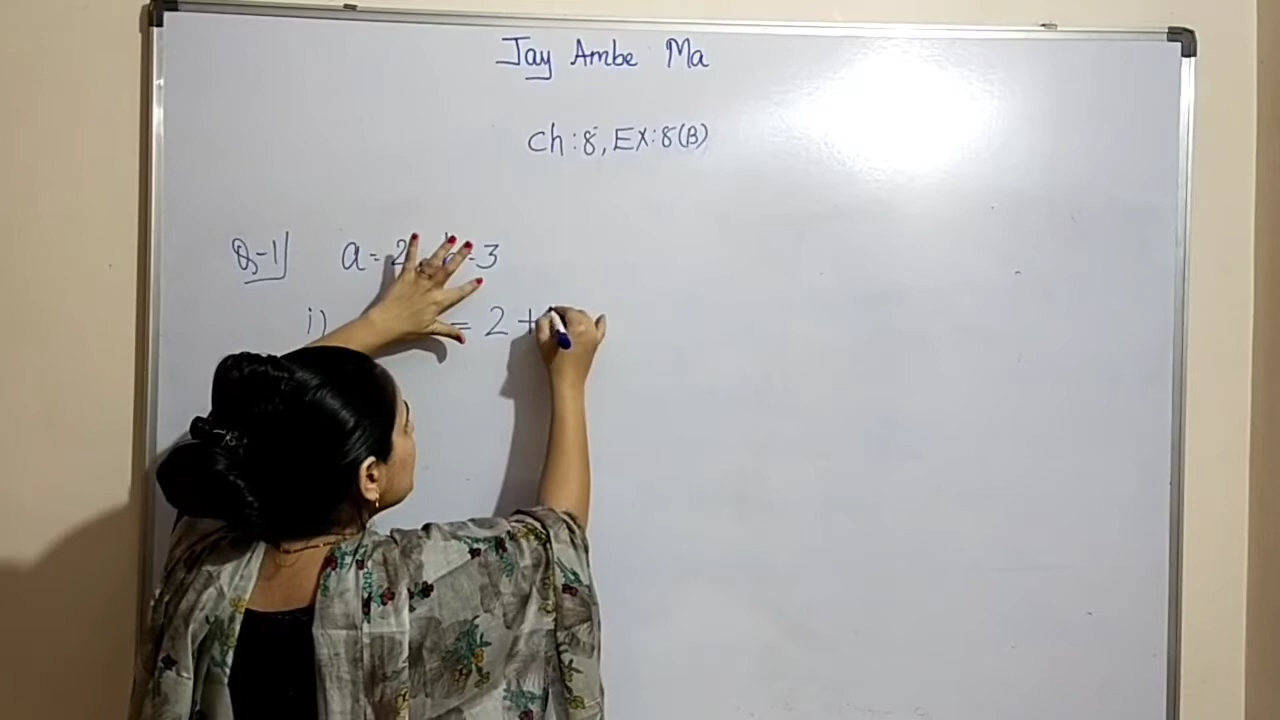 Jay Ambe Ma
Ch:8, EX:8(B)
Q-1) a=2 b=3
i) = 2 +